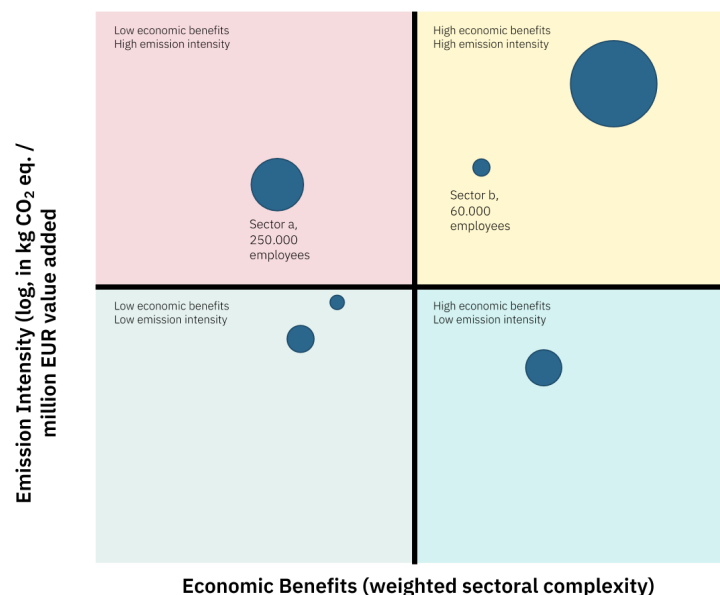 Emission Intensity (log, in kg CO₂ eq. /
million EUR value added
Low economic benefits
High emission intensity
High economic benefits
High emission intensity
Sector a,
250.000
employees
Sector b,
60.000
employees
Low economic benefits
Low emission intensity
High economic benefits
Low emission intensity
Economic Benefits (weighted sectoral complexity)